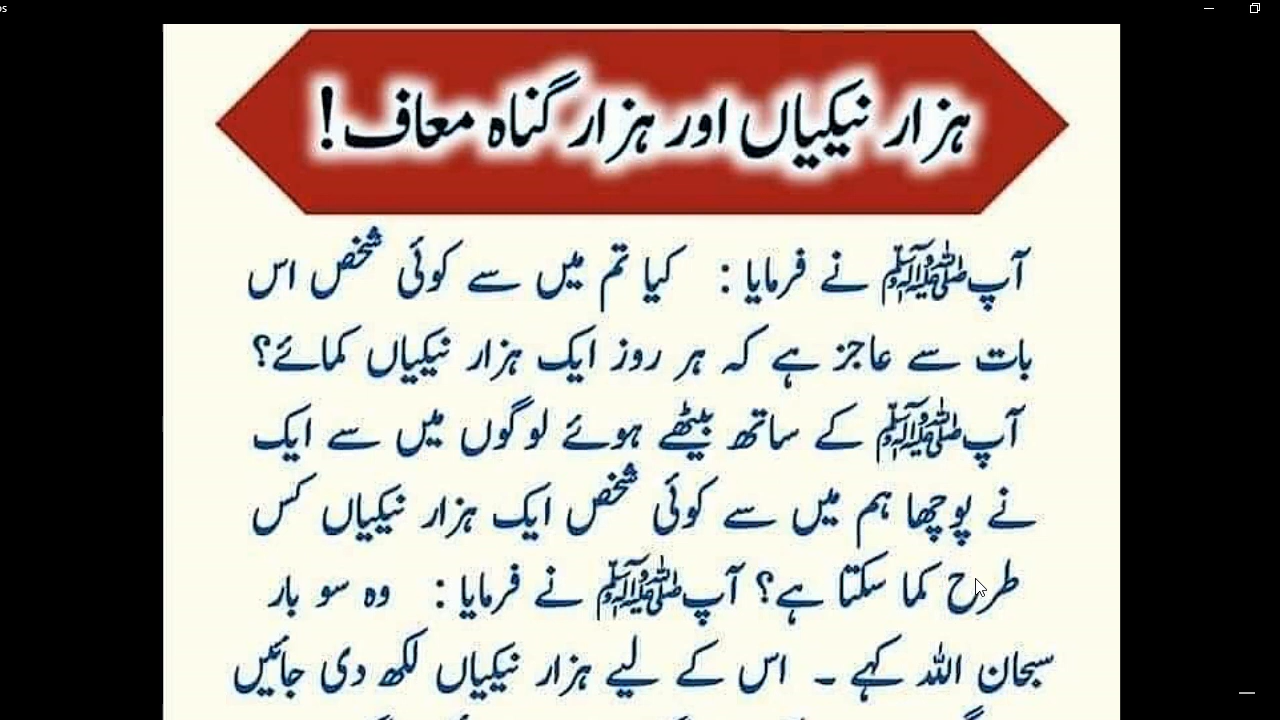 os
ہزار نیکیاں اور ہزار گناہ معاف!
آپ ﷺ نے فرمایا : کیا تم میں سے کوئی شخص اس
بات سے عاجز ہے کہ ہر روز ایک ہزار نیکیاں کمائے؟
آپ ﷺ کے ساتھ بیٹھے ہوئے لوگوں میں سے ایک
نے پوچھا ہم میں سے کوئی شخص ایک ہزار نیکیاں کس
طرح کما سکتا ہے؟ آپ ﷺ نے فرمایا : وہ سو بار
سبحان اللہ کہے ۔ اس کے لیے ہزار نیکیاں لکھ دی جائیں